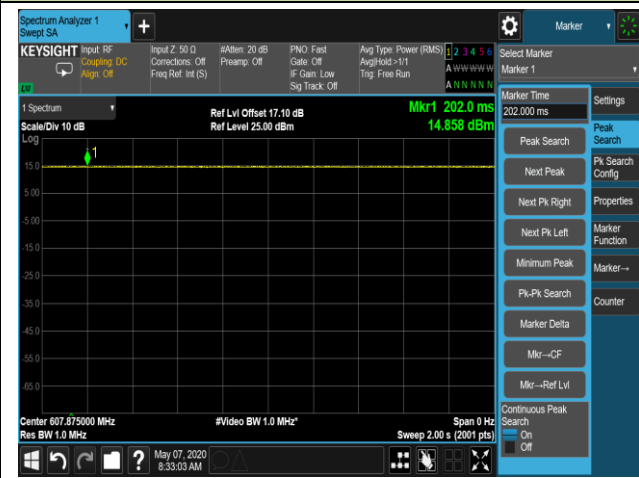 Spectrum Analyzer 1
Swept SA
+
Marker
KEYSIGHT
Input: RF
Coupling: DC
Align: Off
Input Z: 50 Ω
Corrections: Off
Freq Ref: Int (S)
#Atten: 20 dB
Preamp: Off
PNO: Fast
Gate: Off
IF Gain: Low
Sig Track: Off
Avg Type: Power (RMS)
Avg|Hold:>1/1
Trig: Free Run
1 2 3 4 5 6
A W W W W W
A N N N N N
Select Marker
Marker 1
1 Spectrum
Scale/Div 10 dB
Log
Ref Lvl Offset 17.10 dB
Ref Level 25.00 dBm
Mkr1 202.0 ms
14.858 dBm
1
15.0
5.00
-5.00
-15.0
-25.0
-35.0
-45.0
-55.0
-65.0
Center 607.875000 MHz
Res BW 1.0 MHz
#Video BW 1.0 MHz*
Span 0 Hz
Sweep 2.00 s (2001 pts)
Marker Time
202.000 ms
Peak Search
Next Peak
Next Pk Right
Next Pk Left
Minimum Peak
Pk-Pk Search
Marker Delta
Mkr→CF
Mkr→Ref Lvl
Continuous Peak
Search
On
Off
Settings
Peak
Search
Pk Search
Config
Properties
Marker
Function
Marker→
Counter
?
May 07, 2020
8:33:03 AM